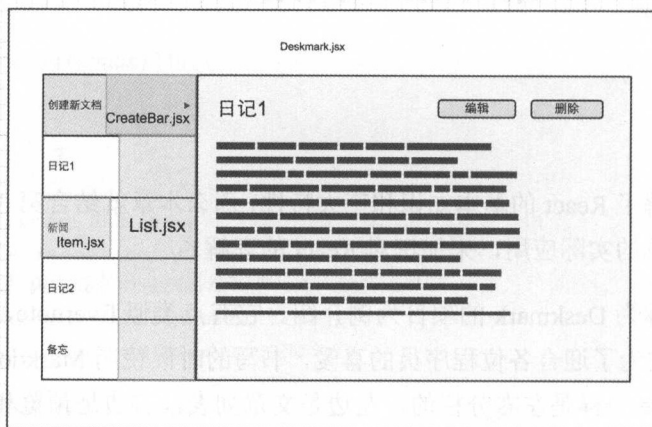 Deskmark.jsx
创建新文档
CreateBar.jsx
日记1
编辑
删除
日记1
新闻
Item.jsx
List.jsx
日记2
备忘